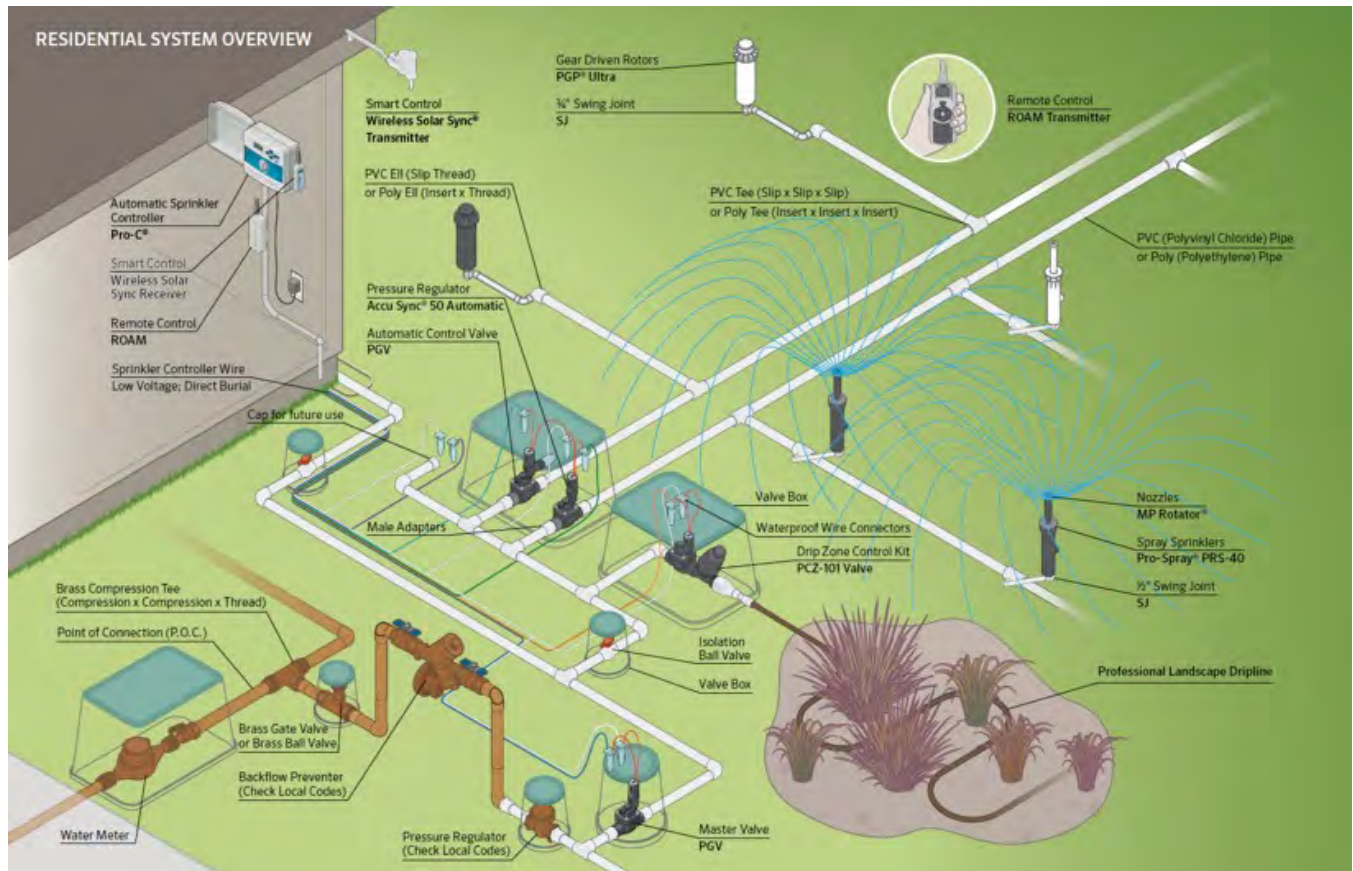 RESIDENTIAL SYSTEM OVERVIEW
Smart Control
Wireless Solar Sync®
Transmitter
Gear Driven Rotors
PGP® Ultra
¾" Swing Joint
SJ
Remote Control
ROAM Transmitter
PVC Ell (Slip Thread)
or Poly Ell (Insert x Thread)
PVC Tee (Slip x Slip x Slip)
or Poly Tee (Insert x Insert x Insert)
PVC (Polyvinyl Chloride) Pipe
or Poly (Polyethylene) Pipe
Automatic Sprinkler
Controller
Pro-C®
Smart Control
Wireless Solar
Sync Receiver
Remote Control
ROAM
Sprinkler Controller Wire
Low Voltage; Direct Burial
Pressure Regulator
Accu Sync® 50 Automatic
Automatic Control Valve
PGV
Cap for future use
Male Adapters
Valve Box
Waterproof Wire Connectors
Drip Zone Control Kit
PCZ-101 Valve
Nozzles
MP Rotator®
Spray Sprinklers
Pro-Spray® PRS-40
½" Swing Joint
SJ
Brass Compression Tee
(Compression x Compression x Thread)
Point of Connection (P.O.C.)
Isolation
Ball Valve
Valve Box
Professional Landscape Dripline
Brass Gate Valve
or Brass Ball Valve
Backflow Preventer
(Check Local Codes)
Water Meter
Pressure Regulator
(Check Local Codes)
Master Valve
PGV